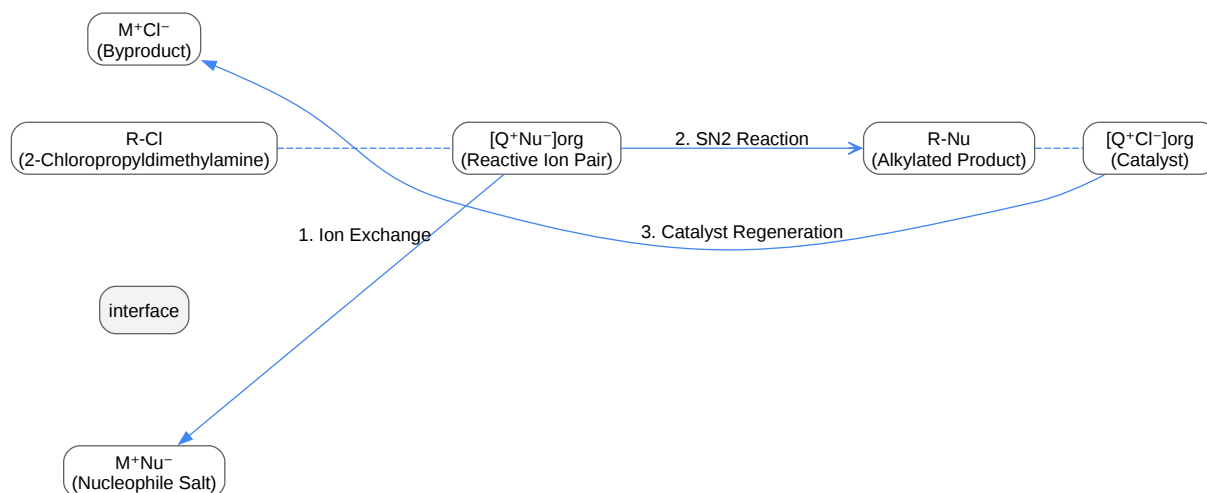 M⁺Cl⁻
(Byproduct)
R-Cl
(2-Chloropropyldimethylamine)
[Q⁺Nu⁻]org
(Reactive Ion Pair)
2. SN2 Reaction
R-Nu
(Alkylated Product)
[Q⁺Cl⁻]org
(Catalyst)
1. Ion Exchange
3. Catalyst Regeneration
interface
M⁺Nu⁻
(Nucleophile Salt)